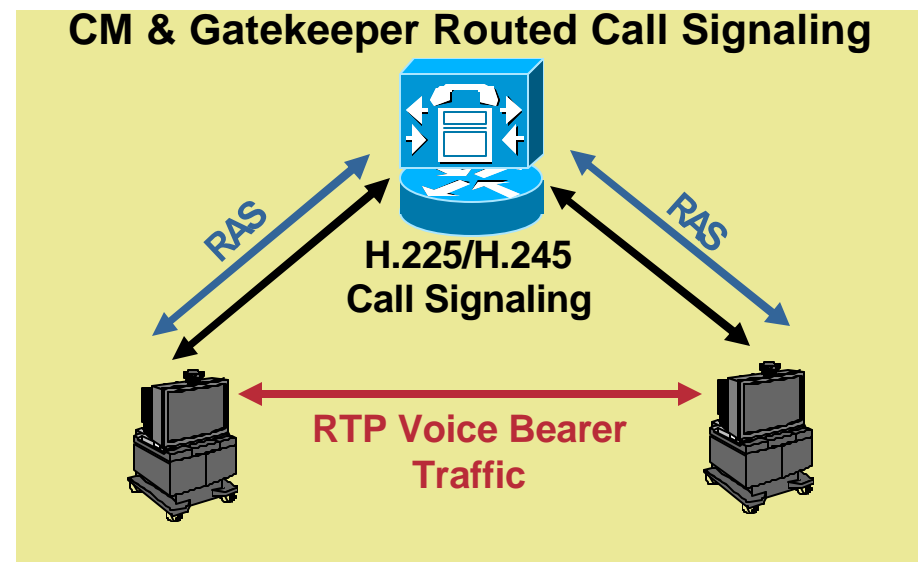 CM & Gatekeeper Routed Call Signaling
RAS
RAS
H.225/H.245
Call Signaling
RTP Voice Bearer
Traffic